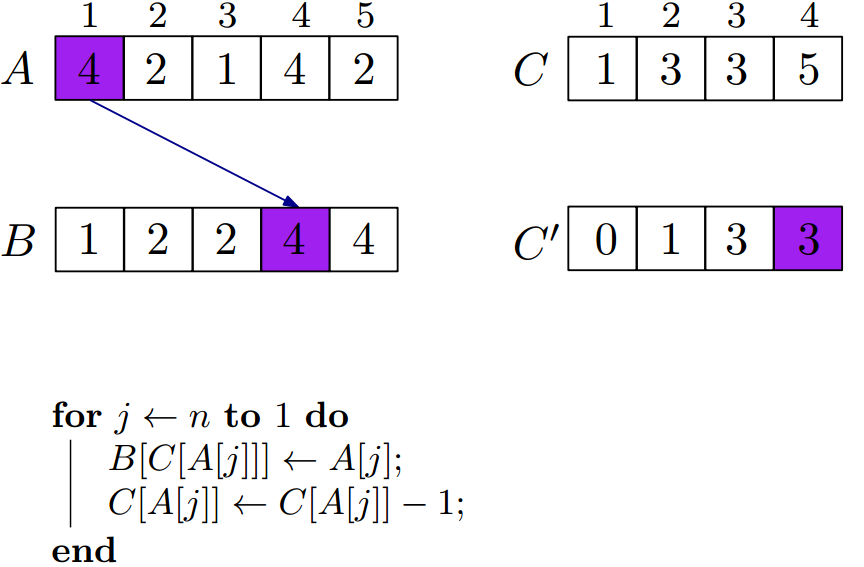 1 2 3 4 5 1 2 3 4
A 4 2 1 4 2 C 1 3 3 5
B 1 2 2 4 4 C′ 0 1 3 3
for j ← n to 1 do
B[C[A[j]]] ← A[j];
C[A[j]] ← C[A[j]] − 1;
end